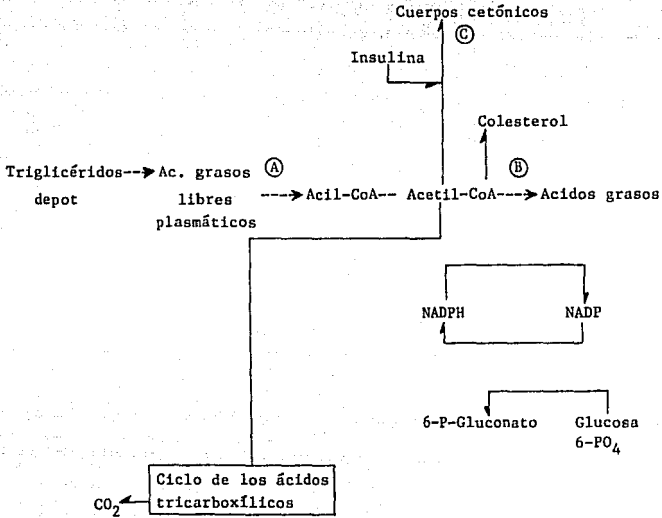 Cuerpos cetónicos
Ⓒ
Insulina
Colesterol
Triglicéridos--→ Ac. grasos Ⓐ Ⓑ
---→ Acil-CoA-- Acetil-CoA---→ Acidos grasos
depot libres
plasmáticos
NADPH NADP
6-P-Gluconato Glucosa
6-PO₄
Ciclo de los ácidos
tricarboxílicos
CO₂